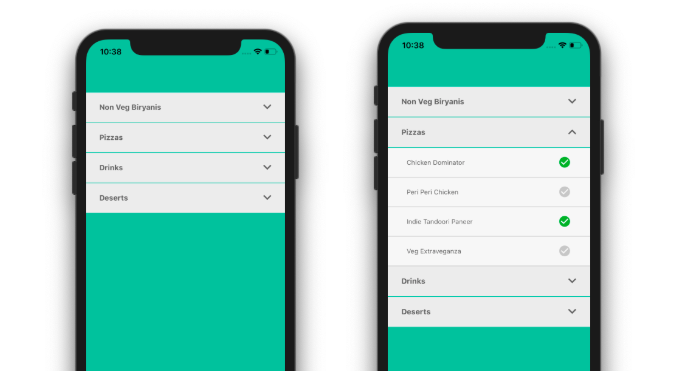 10:38
Non Veg Biryanis
Pizzas
Drinks
Deserts
10:38
Non Veg Biryanis
Pizzas
Chicken Dominator
Peri Peri Chicken
Indie Tandoori Paneer
Veg Extraveganza
Drinks
Deserts